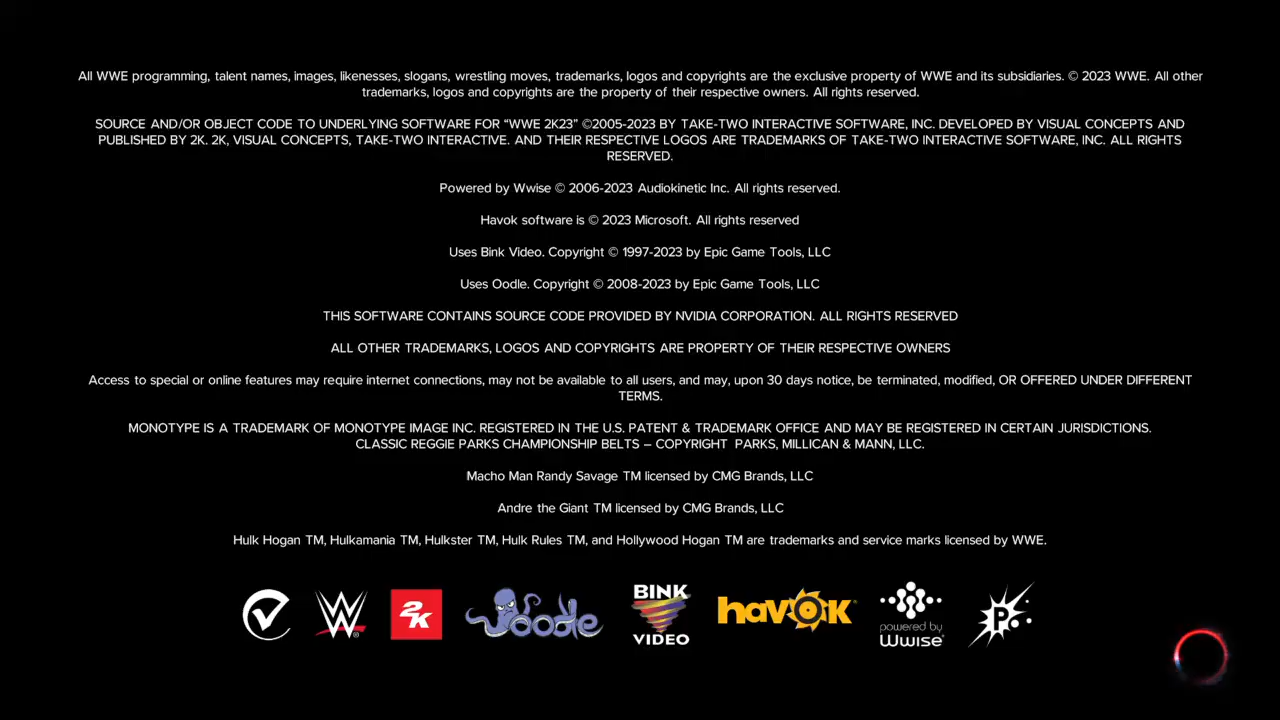 All WWE programming, talent names, images, likenesses, slogans, wrestling moves, trademarks, logos and copyrights are the exclusive property of WWE and its subsidiaries. © 2023 WWE. All other
trademarks, logos and copyrights are the property of their respective owners. All rights reserved.
SOURCE AND/OR OBJECT CODE TO UNDERLYING SOFTWARE FOR “WWE 2K23” ©2005-2023 BY TAKE-TWO INTERACTIVE SOFTWARE, INC. DEVELOPED BY VISUAL CONCEPTS AND
PUBLISHED BY 2K. 2K, VISUAL CONCEPTS, TAKE-TWO INTERACTIVE. AND THEIR RESPECTIVE LOGOS ARE TRADEMARKS OF TAKE-TWO INTERACTIVE SOFTWARE, INC. ALL RIGHTS
RESERVED.
Powered by Wwise © 2006-2023 Audiokinetic Inc. All rights reserved.
Havok software is © 2023 Microsoft. All rights reserved
Uses Bink Video. Copyright © 1997-2023 by Epic Game Tools, LLC
Uses Oodle. Copyright © 2008-2023 by Epic Game Tools, LLC
THIS SOFTWARE CONTAINS SOURCE CODE PROVIDED BY NVIDIA CORPORATION. ALL RIGHTS RESERVED
ALL OTHER TRADEMARKS, LOGOS AND COPYRIGHTS ARE PROPERTY OF THEIR RESPECTIVE OWNERS
Access to special or online features may require internet connections, may not be available to all users, and may, upon 30 days notice, be terminated, modified, OR OFFERED UNDER DIFFERENT
TERMS.
MONOTYPE IS A TRADEMARK OF MONOTYPE IMAGE INC. REGISTERED IN THE U.S. PATENT & TRADEMARK OFFICE AND MAY BE REGISTERED IN CERTAIN JURISDICTIONS.
CLASSIC REGGIE PARKS CHAMPIONSHIP BELTS – COPYRIGHT PARKS, MILLICAN & MANN, LLC.
Macho Man Randy Savage TM licensed by CMG Brands, LLC
Andre the Giant TM licensed by CMG Brands, LLC
Hulk Hogan TM, Hulkamania TM, Hulkster TM, Hulk Rules TM, and Hollywood Hogan TM are trademarks and service marks licensed by WWE.
W ® 2K oodle BINK VIDEO havok ® powered by Wwise ® P